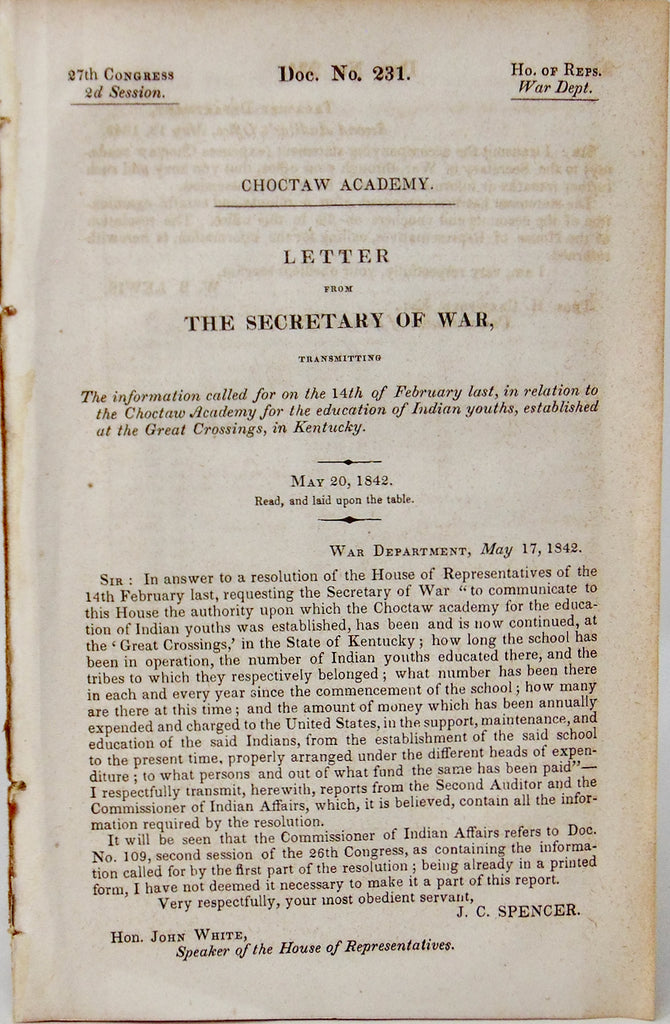 27th Congress
2d Session.
Doc. No. 231.
Ho. of Reps.
War Dept.
CHOCTAW ACADEMY.
LETTER
FROM
THE SECRETARY OF WAR,
TRANSMITTING
The information called for on the 14th of February last, in relation to
the Choctaw Academy for the education of Indian youths, established
at the Great Crossings, in Kentucky.
May 20, 1842.
Read, and laid upon the table.
War Department, May 17, 1842.
Sir: In answer to a resolution of the House of Representatives of the
14th February last, requesting the Secretary of War "to communicate to
this House the authority upon which the Choctaw academy for the educa-
tion of Indian youths was established, has been and is now continued, at
the 'Great Crossings,' in the State of Kentucky; how long the school has
been in operation, the number of Indian youths educated there, and the
tribes to which they respectively belonged; what number has been there
in each and every year since the commencement of the school; how many
are there at this time; and the amount of money which has been annually
expended and charged to the United States, in the support, maintenance, and
education of the said Indians, from the establishment of the said school
to the present time, properly arranged under the different heads of expen-
diture; to what persons and out of what fund the same has been paid"—
I respectfully transmit, herewith, reports from the Second Auditor and the
Commissioner of Indian Affairs, which, it is believed, contain all the infor-
mation required by the resolution.
It will be seen that the Commissioner of Indian Affairs refers to Doc.
No. 109, second session of the 26th Congress, as containing the informa-
tion called for by the first part of the resolution; being already in a printed
form, I have not deemed it necessary to make it a part of this report.
Very respectfully, your most obedient servant,
J. C. SPENCER.
Hon. John White,
Speaker of the House of Representatives.